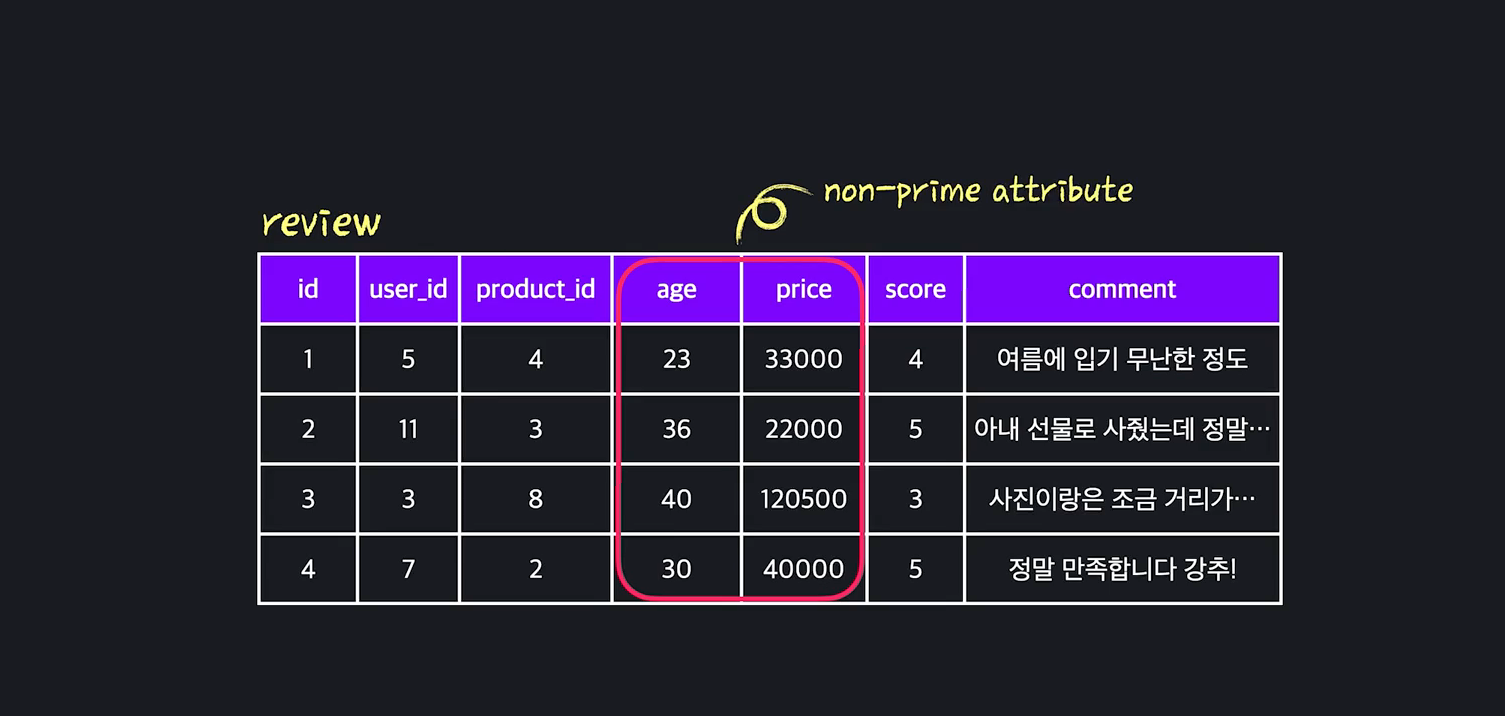 non-prime attribute
review
id user_id product_id age price score comment
1 5 4 23 33000 4 여름에 입기 무난한 정도
2 11 3 36 22000 5 아내 선물로 사줬는데 정말…
3 3 8 40 120500 3 사진이랑은 조금 거리가…
4 7 2 30 40000 5 정말 만족합니다 강추!